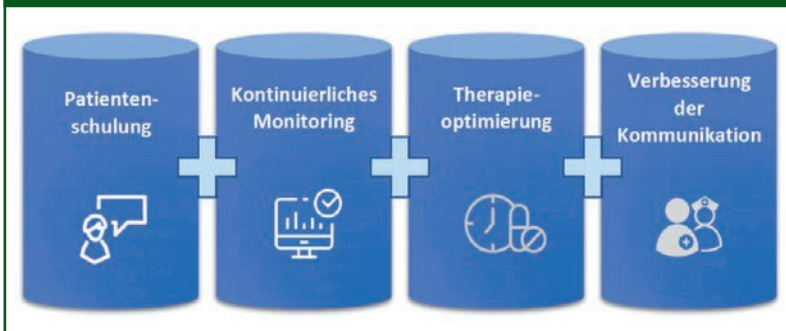 Patienten-
schulung
Kontinuierliches
Monitoring
Therapie-
optimierung
Verbesserung
der
Kommunikation